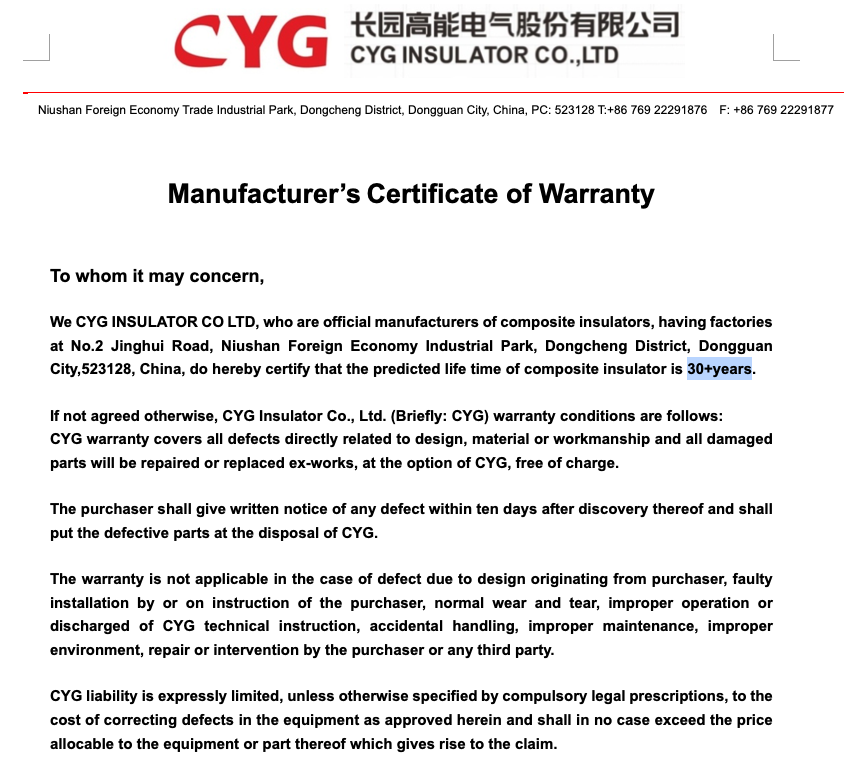 CYG 长园高能电气股份有限公司
CYG INSULATOR CO.,LTD
Niushan Foreign Economy Trade Industrial Park, Dongcheng District, Dongguan City, China, PC: 523128 T:+86 769 22291876 F: +86 769 22291877
Manufacturer’s Certificate of Warranty
To whom it may concern,
We CYG INSULATOR CO LTD, who are official manufacturers of composite insulators, having factories
at No.2 Jinghui Road, Niushan Foreign Economy Industrial Park, Dongcheng District, Dongguan
City,523128, China, do hereby certify that the predicted life time of composite insulator is 30+years.
If not agreed otherwise, CYG Insulator Co., Ltd. (Briefly: CYG) warranty conditions are follows:
CYG warranty covers all defects directly related to design, material or workmanship and all damaged
parts will be repaired or replaced ex-works, at the option of CYG, free of charge.
The purchaser shall give written notice of any defect within ten days after discovery thereof and shall
put the defective parts at the disposal of CYG.
The warranty is not applicable in the case of defect due to design originating from purchaser, faulty
installation by or on instruction of the purchaser, normal wear and tear, improper operation or
discharged of CYG technical instruction, accidental handling, improper maintenance, improper
environment, repair or intervention by the purchaser or any third party.
CYG liability is expressly limited, unless otherwise specified by compulsory legal prescriptions, to the
cost of correcting defects in the equipment as approved herein and shall in no case exceed the price
allocable to the equipment or part thereof which gives rise to the claim.